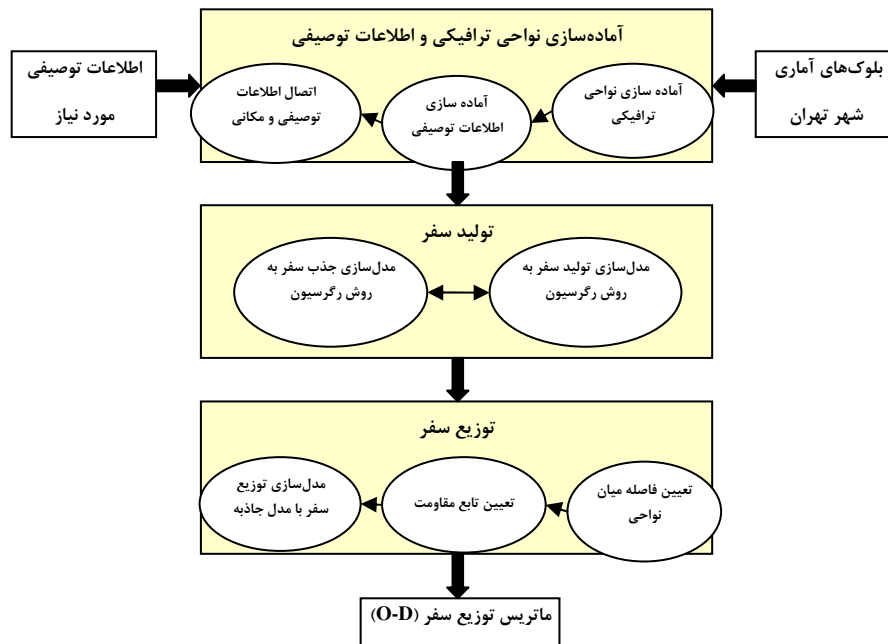 آماده‌سازی نواحی ترافیکی و اطلاعات توصیفی
بلوک‌های آماری
شهر تهران
آماده سازی نواحی
ترافیکی
آماده سازی
اطلاعات توصیفی
اتصال اطلاعات
توصیفی و مکانی
اطلاعات توصیفی
مورد نیاز
تولید سفر
مدل‌سازی تولید سفر به
روش رگرسیون
مدل‌سازی جذب سفر به
روش رگرسیون
توزیع سفر
تعیین فاصله میان
نواحی
تعیین تابع مقاومت
مدل‌سازی توزیع
سفر با مدل جاذبه
ماتریس توزیع سفر (O-D)